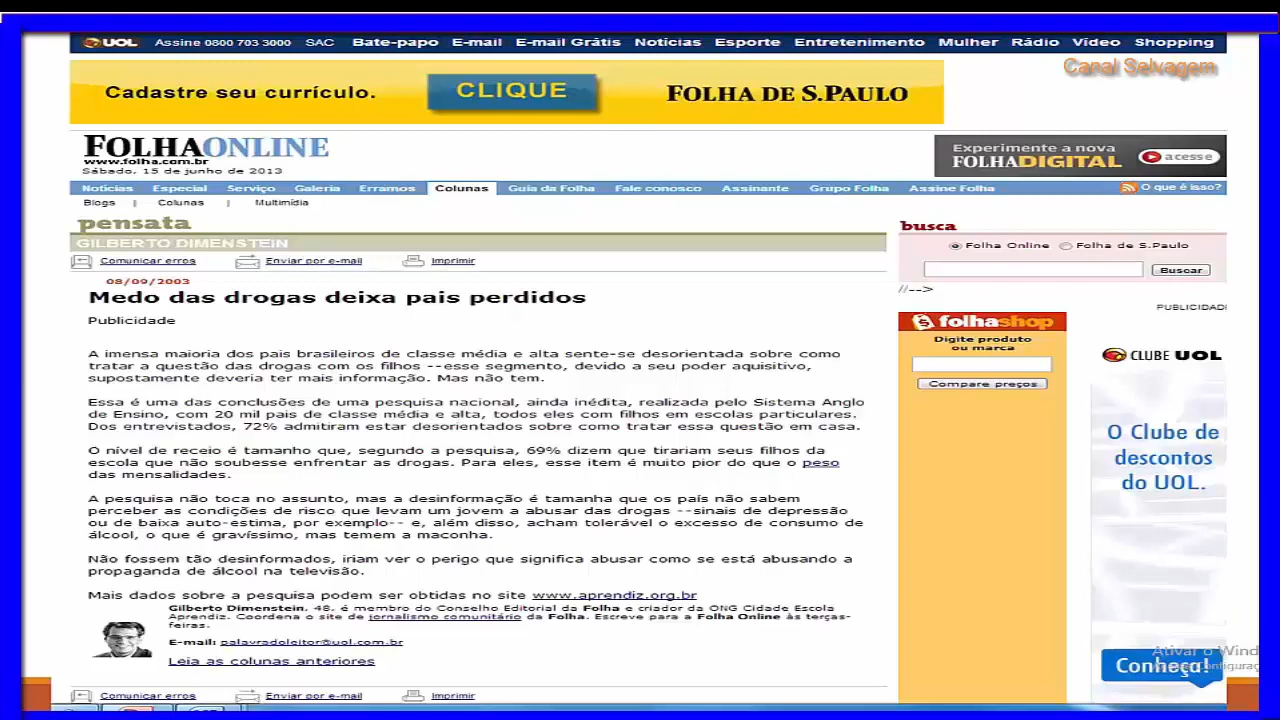 UOL Assine 0800 703 3000 SAC Bate-papo E-mail E-mail Grátis Notícias Esporte Entretenimento Mulher Rádio Vídeo Shopping
Canal Selvagem
Cadastre seu currículo. CLIQUE FOLHA DE S.PAULO
FOLHAONLINE
www.folha.com.br
Sábado, 15 de junho de 2013
Experimente a nova
FOLHADIGITAL acesse
Notícias Especial Serviço Galeria Erramos Colunas Guia da Folha Fale conosco Assinante Grupo Folha Assine Folha O que é isso?
Blogs | Colunas | Multimídia
pensata
GILBERTO DIMENSTEIN
Comunicar erros Enviar por e-mail Imprimir
08/09/2003
Medo das drogas deixa pais perdidos
Publicidade
A imensa maioria dos pais brasileiros de classe média e alta sente-se desorientada sobre como
tratar a questão das drogas com os filhos --esse segmento, devido a seu poder aquisitivo,
supostamente deveria ter mais informação. Mas não tem.
Essa é uma das conclusões de uma pesquisa nacional, ainda inédita, realizada pelo Sistema Anglo
de Ensino, com 20 mil pais de classe média e alta, todos eles com filhos em escolas particulares.
Dos entrevistados, 72% admitiram estar desorientados sobre como tratar essa questão em casa.
O nível de receio é tamanho que, segundo a pesquisa, 69% dizem que tirariam seus filhos da
escola que não soubesse enfrentar as drogas. Para eles, esse item é muito pior do que o peso
das mensalidades.
A pesquisa não toca no assunto, mas a desinformação é tamanha que os pais não sabem
perceber as condições de risco que levam um jovem a abusar das drogas --sinais de depressão
ou de baixa auto-estima, por exemplo-- e, além disso, acham tolerável o excesso de consumo de
álcool, o que é gravíssimo, mas temem a maconha.
Não fossem tão desinformados, iriam ver o perigo que significa abusar como se está abusando a
propaganda de álcool na televisão.
Mais dados sobre a pesquisa podem ser obtidas no site www.aprendiz.org.br
Gilberto Dimenstein, 48, é membro do Conselho Editorial da Folha e criador da ONG Cidade Escola
Aprendiz. Coordena o site de jornalismo comunitário da Folha. Escreve para a Folha Online às terças-
feiras.
E-mail: palavradoleitor@uol.com.br
Leia as colunas anteriores
Comunicar erros Enviar por e-mail Imprimir
busca
Folha Online Folha de S.Paulo
Buscar
//-->
folhashop
Digite produto
ou marca
Compare preços
PUBLICIDAD
CLUBE UOL
O Clube de
descontos
do UOL.
Ativar o Wind
Conheça!